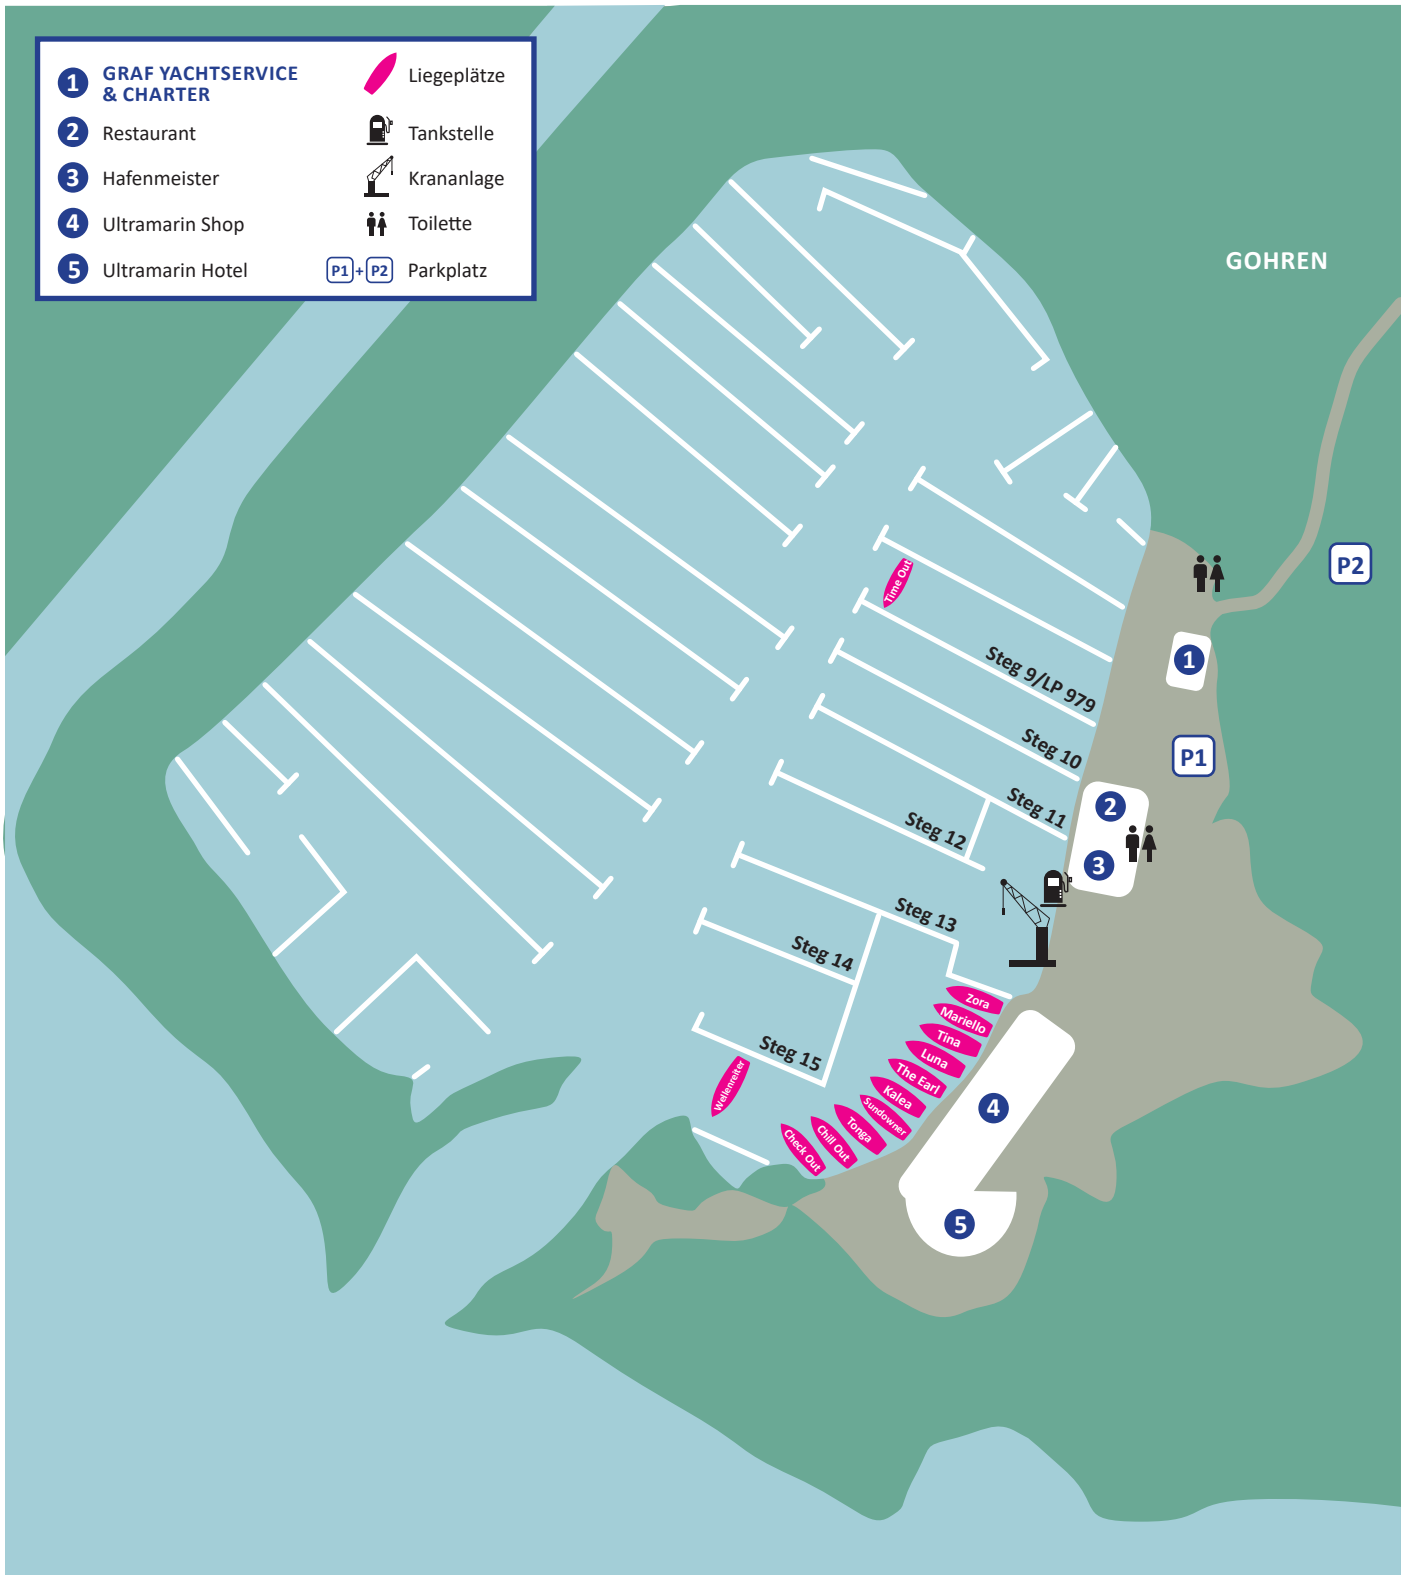 1 GRAF YACHTSERVICE
& CHARTER
2 Restaurant
3 Hafenmeister
4 Ultramarin Shop
5 Ultramarin Hotel
Liegeplätze
Tankstelle
Krananlage
Toilette
P1 + P2 Parkplatz
GOHREN
P2
Time Out
1
Steg 9/LP 979
P1
Steg 10
2
Steg 11
Steg 12
3
Steg 13
Steg 14
Zora
Mariello
Tina
Steg 15
Luna
The Earl
Wellenreiter
Kalea
Sundowner
4
Tonga
Chill Out
Check Out
5